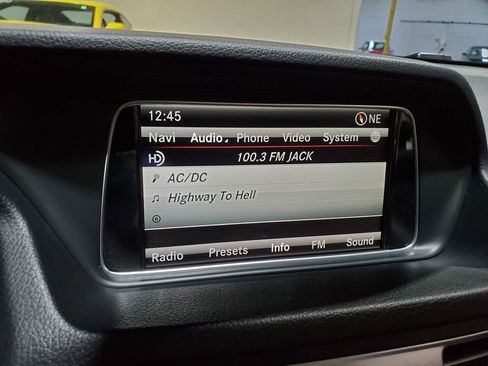 12:45 NE
Navi Audio Phone Video System
HD 100.3 FM JACK
AC/DC
Highway To Hell
Radio Presets Info FM Sound